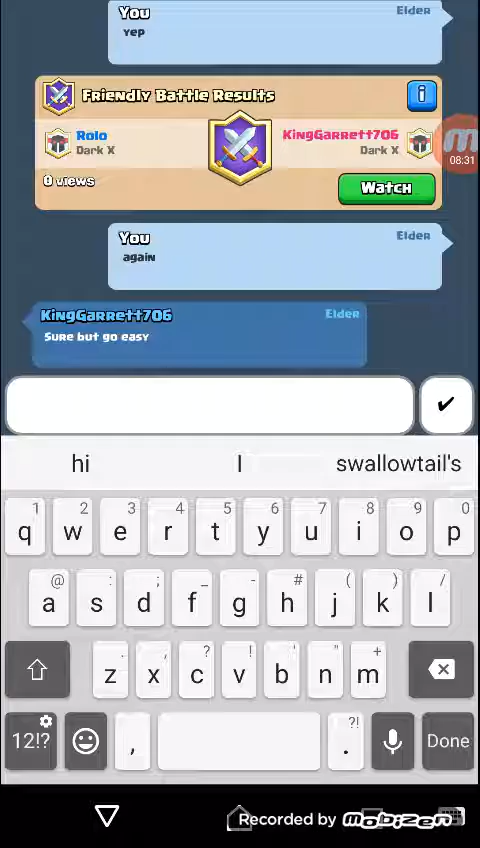 You
Elder
yep
Friendly Battle Results
i
Rolo
Dark X
KingGarrett706
Dark X
08:31
0 views
Watch
You
Elder
again
KingGarrett706
Elder
Sure but go easy
hi
I
swallowtail's
1 2 3 4 5 6 7 8 9 0
q w e r t y u i o p
@ : ; _ - # ( ) /
a s d f g h j k l
. , ? ! ' " +
z x c v b n m
12!?
,
?!
.
Done
Recorded by mobizen